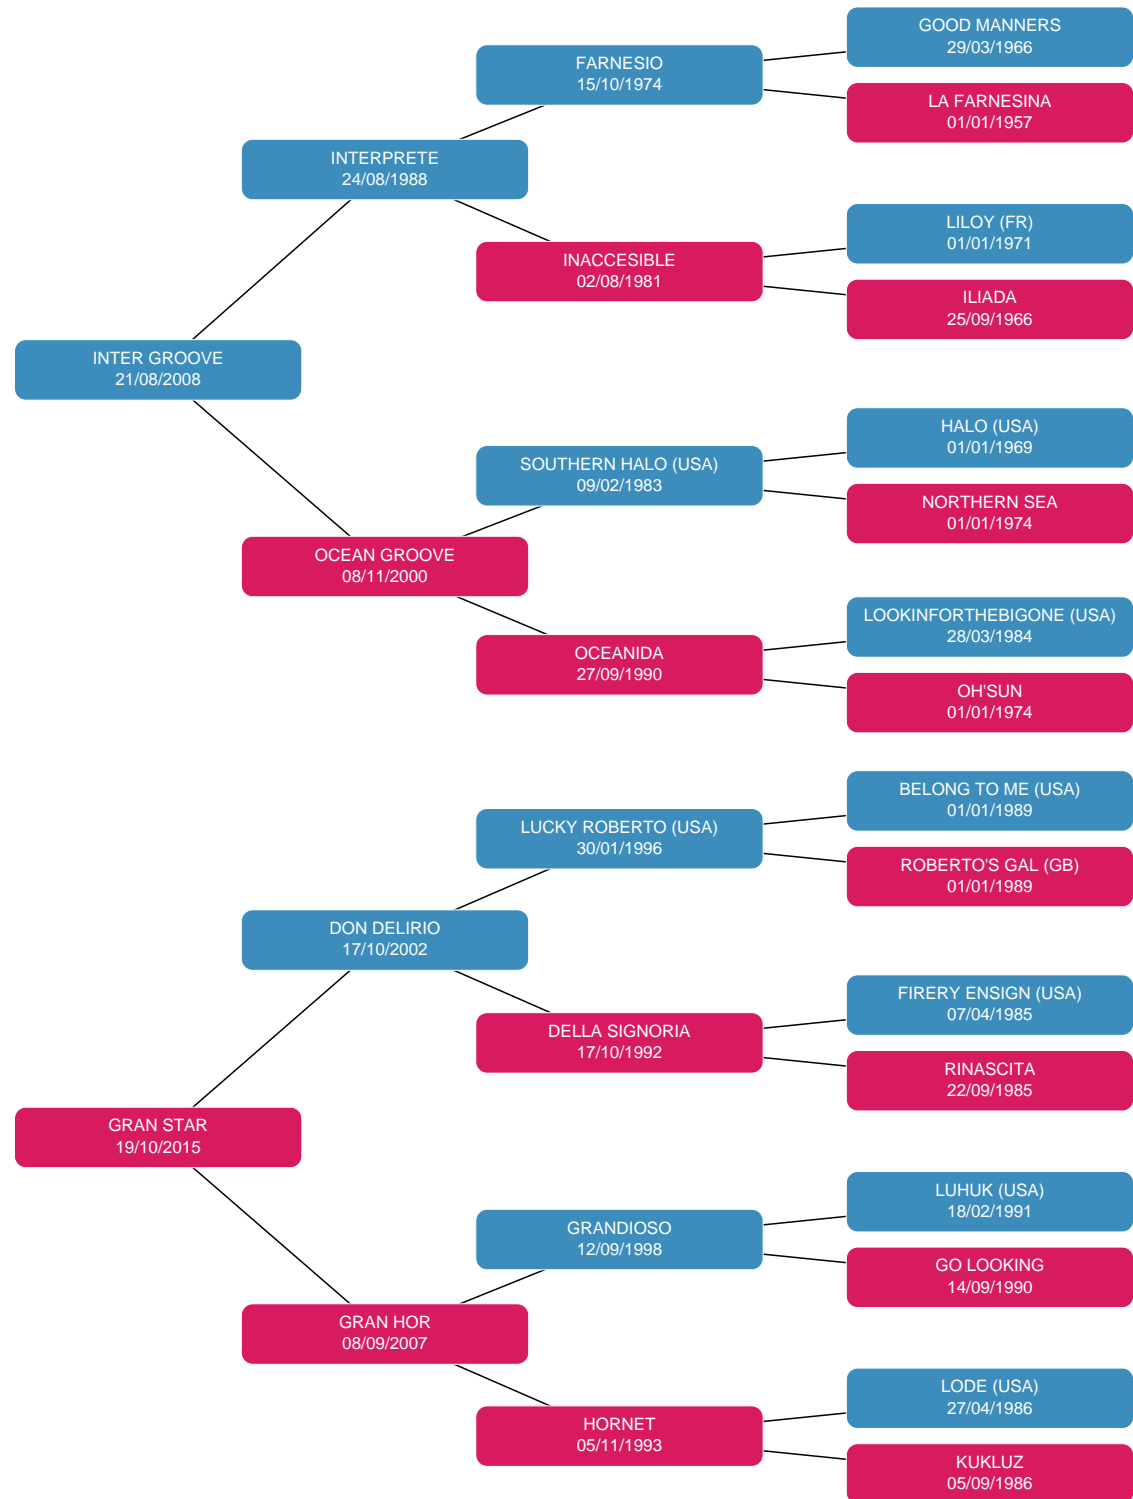 GOOD MANNERS
29/03/1966
FARNESIO
15/10/1974
LA FARNESINA
01/01/1957
INTERPRETE
24/08/1988
LILOY (FR)
01/01/1971
INACCESIBLE
02/08/1981
ILIADA
25/09/1966
INTER GROOVE
21/08/2008
HALO (USA)
01/01/1969
SOUTHERN HALO (USA)
09/02/1983
NORTHERN SEA
01/01/1974
OCEAN GROOVE
08/11/2000
LOOKINFORTHEBIGONE (USA)
28/03/1984
OCEANIDA
27/09/1990
OH'SUN
01/01/1974
BELONG TO ME (USA)
01/01/1989
LUCKY ROBERTO (USA)
30/01/1996
ROBERTO'S GAL (GB)
01/01/1989
DON DELIRIO
17/10/2002
FIRERY ENSIGN (USA)
07/04/1985
DELLA SIGNORIA
17/10/1992
RINASCITA
22/09/1985
GRAN STAR
19/10/2015
LUHUK (USA)
18/02/1991
GRANDIOSO
12/09/1998
GO LOOKING
14/09/1990
GRAN HOR
08/09/2007
LODE (USA)
27/04/1986
HORNET
05/11/1993
KUKLUZ
05/09/1986